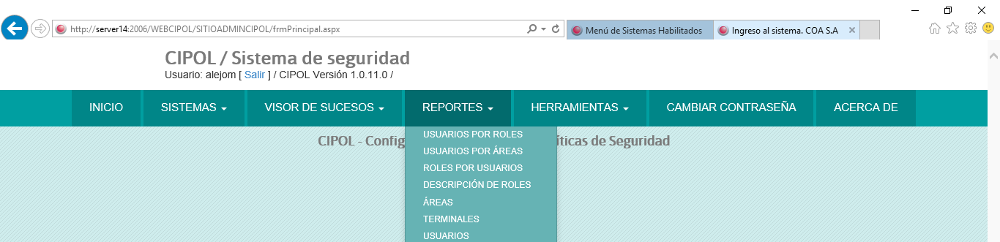 http://server14:2006/WEBCIPOL/SITIOADMINCIPOL/frmPrincipal.aspx
Menú de Sistemas Habilitados
Ingreso al sistema. COA S.A
CIPOL / Sistema de seguridad
Usuario: alejom [ Salir ] / CIPOL Versión 1.0.11.0 /
INICIO SISTEMAS VISOR DE SUCESOS REPORTES HERRAMIENTAS CAMBIAR CONTRASEÑA ACERCA DE
CIPOL - Config íticas de Seguridad
USUARIOS POR ROLES
USUARIOS POR ÁREAS
ROLES POR USUARIOS
DESCRIPCIÓN DE ROLES
ÁREAS
TERMINALES
USUARIOS